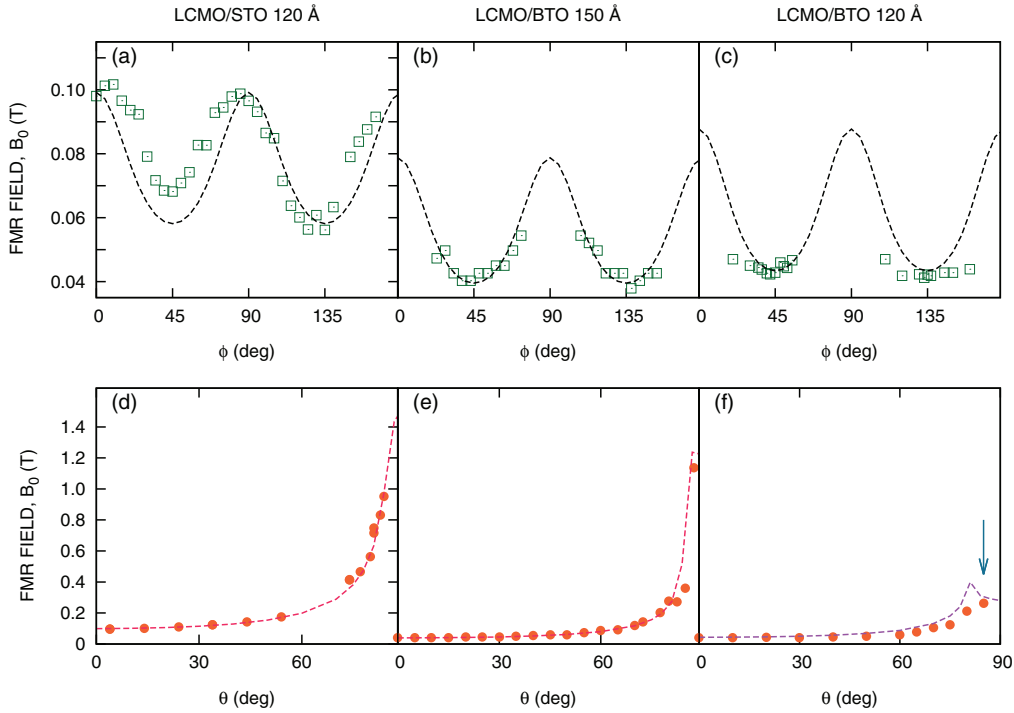 LCMO/STO 120 Å LCMO/BTO 150 Å LCMO/BTO 120 Å
(a) (b) (c)
0.10
0.08
0.06
0.04
FMR FIELD, B0 (T)
0 45 90 135 0 45 90 135 0 45 90 135
ϕ (deg) ϕ (deg) ϕ (deg)
(d) (e) (f)
1.4
1.2
1.0
0.8
0.6
0.4
0.2
0
FMR FIELD, B0 (T)
0 30 60 0 30 60 0 30 60 90
θ (deg) θ (deg) θ (deg)